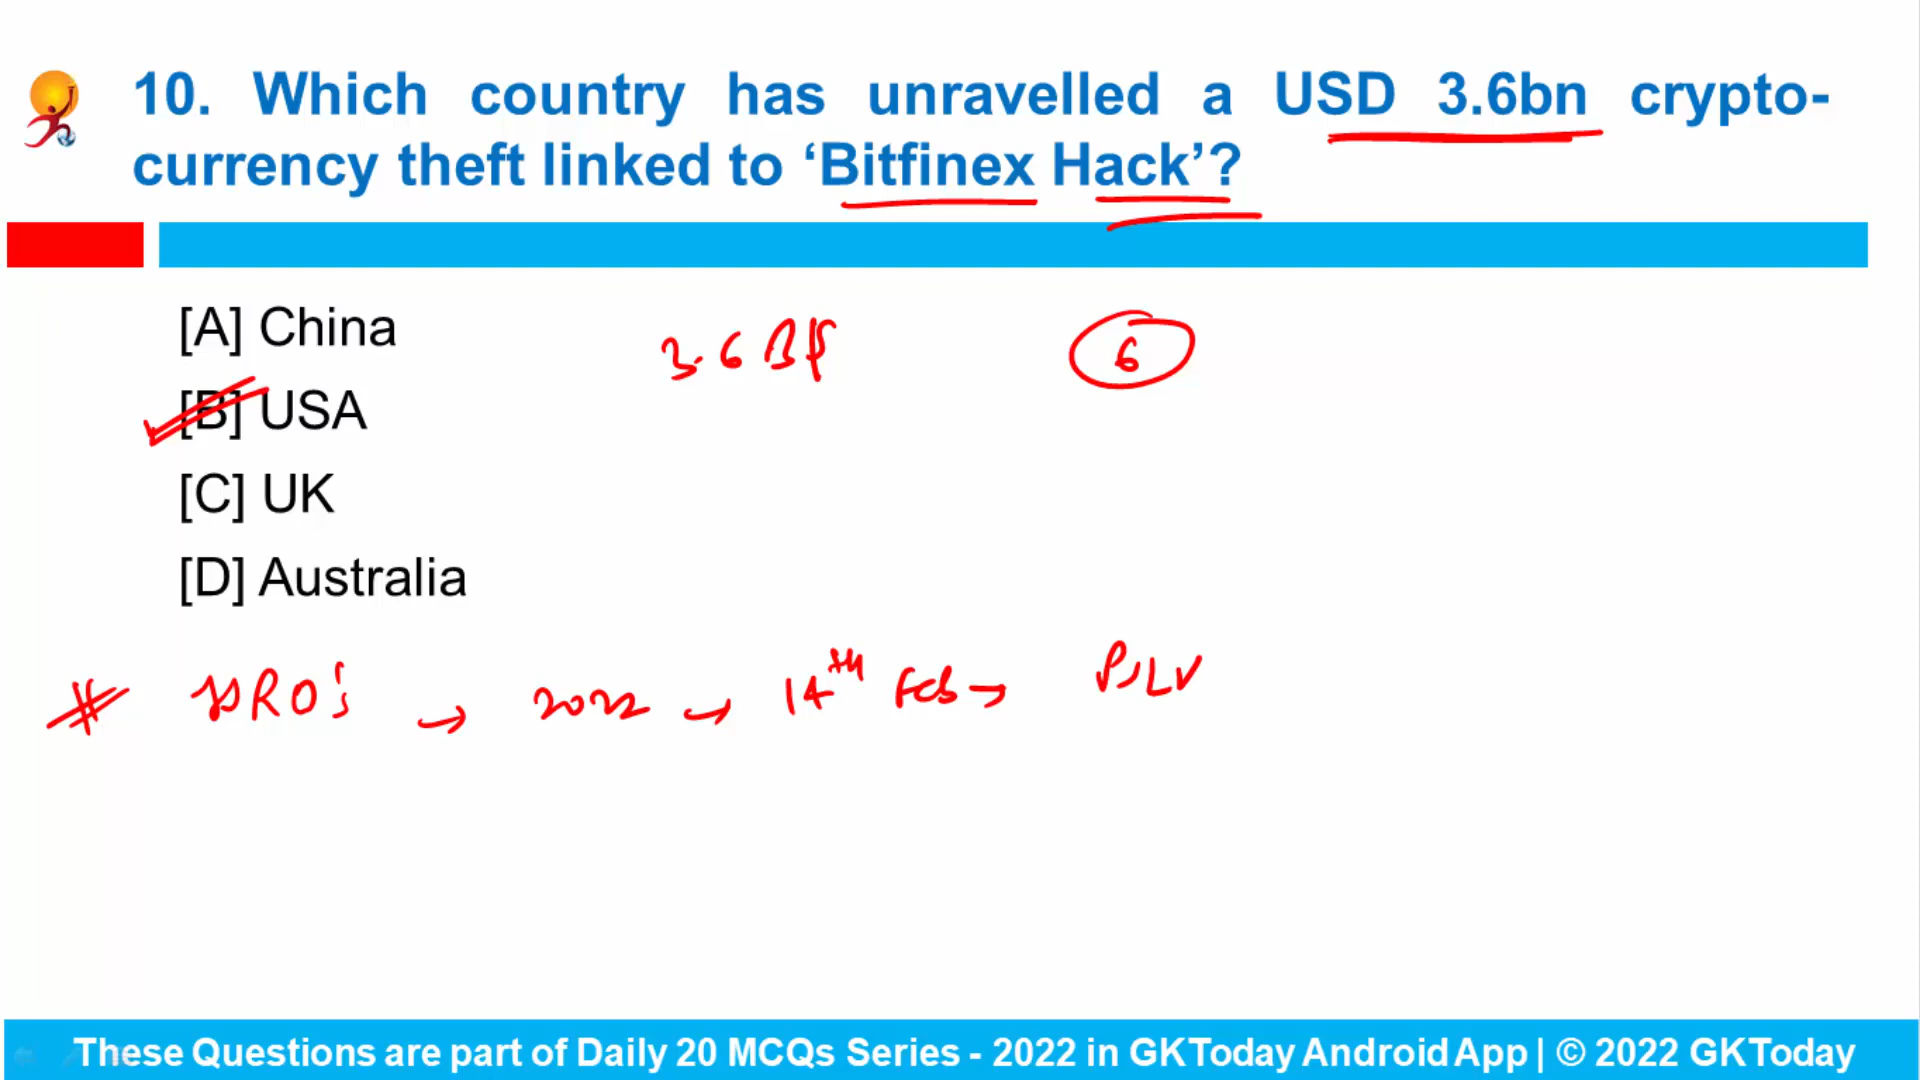 10. Which country has unravelled a USD 3.6bn crypto-
currency theft linked to ‘Bitfinex Hack’?
[A] China
3.6 B$
6
[B] USA
[C] UK
[D] Australia
ISRO's → 2022 → 14th Feb → PSLV
These Questions are part of Daily 20 MCQs Series - 2022 in GKToday Android App | © 2022 GKToday